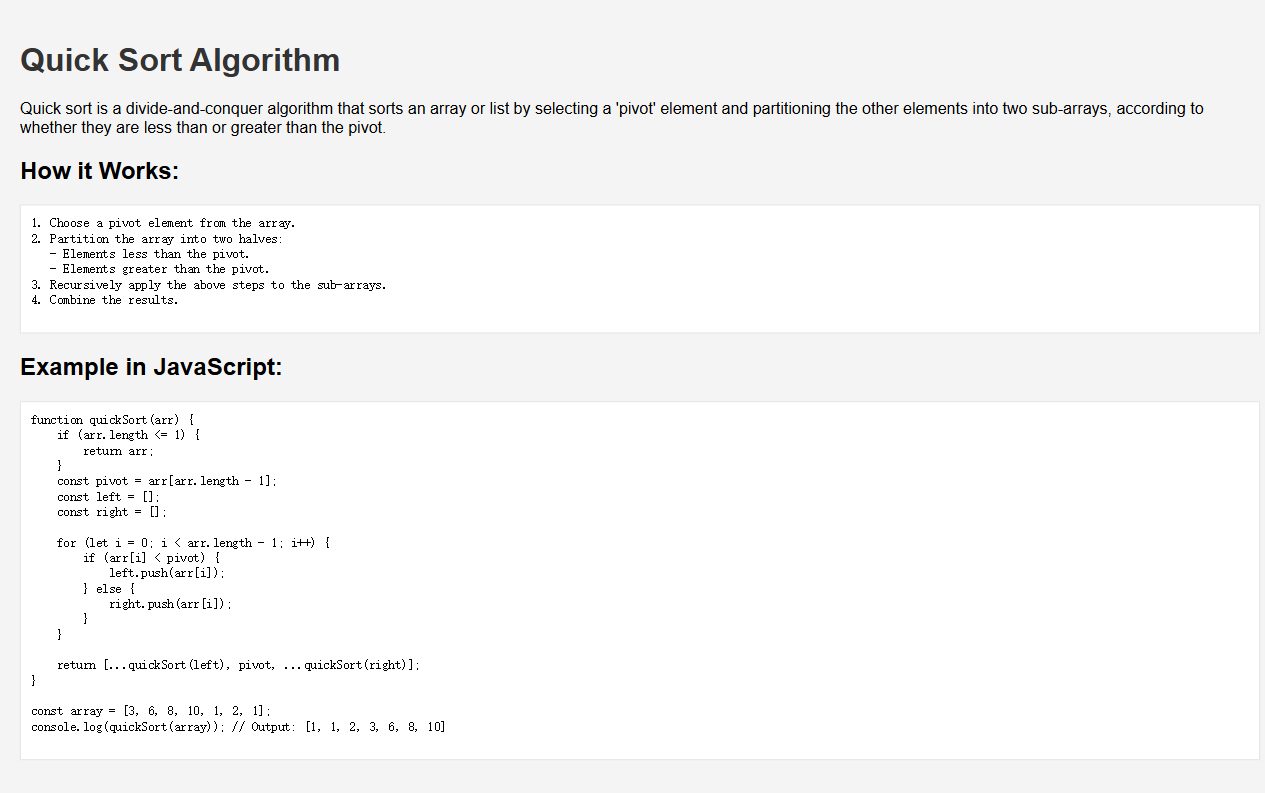 Quick Sort Algorithm
Quick sort is a divide-and-conquer algorithm that sorts an array or list by selecting a 'pivot' element and partitioning the other elements into two sub-arrays, according to
whether they are less than or greater than the pivot.
How it Works:
1. Choose a pivot element from the array.
2. Partition the array into two halves:
   - Elements less than the pivot.
   - Elements greater than the pivot.
3. Recursively apply the above steps to the sub-arrays.
4. Combine the results.
Example in JavaScript:
function quickSort(arr) {
    if (arr.length <= 1) {
        return arr;
    }
    const pivot = arr[arr.length - 1];
    const left = [];
    const right = [];

    for (let i = 0; i < arr.length - 1; i++) {
        if (arr[i] < pivot) {
            left.push(arr[i]);
        } else {
            right.push(arr[i]);
        }
    }

    return [...quickSort(left), pivot, ...quickSort(right)];
}

const array = [3, 6, 8, 10, 1, 2, 1];
console.log(quickSort(array)); // Output: [1, 1, 2, 3, 6, 8, 10]